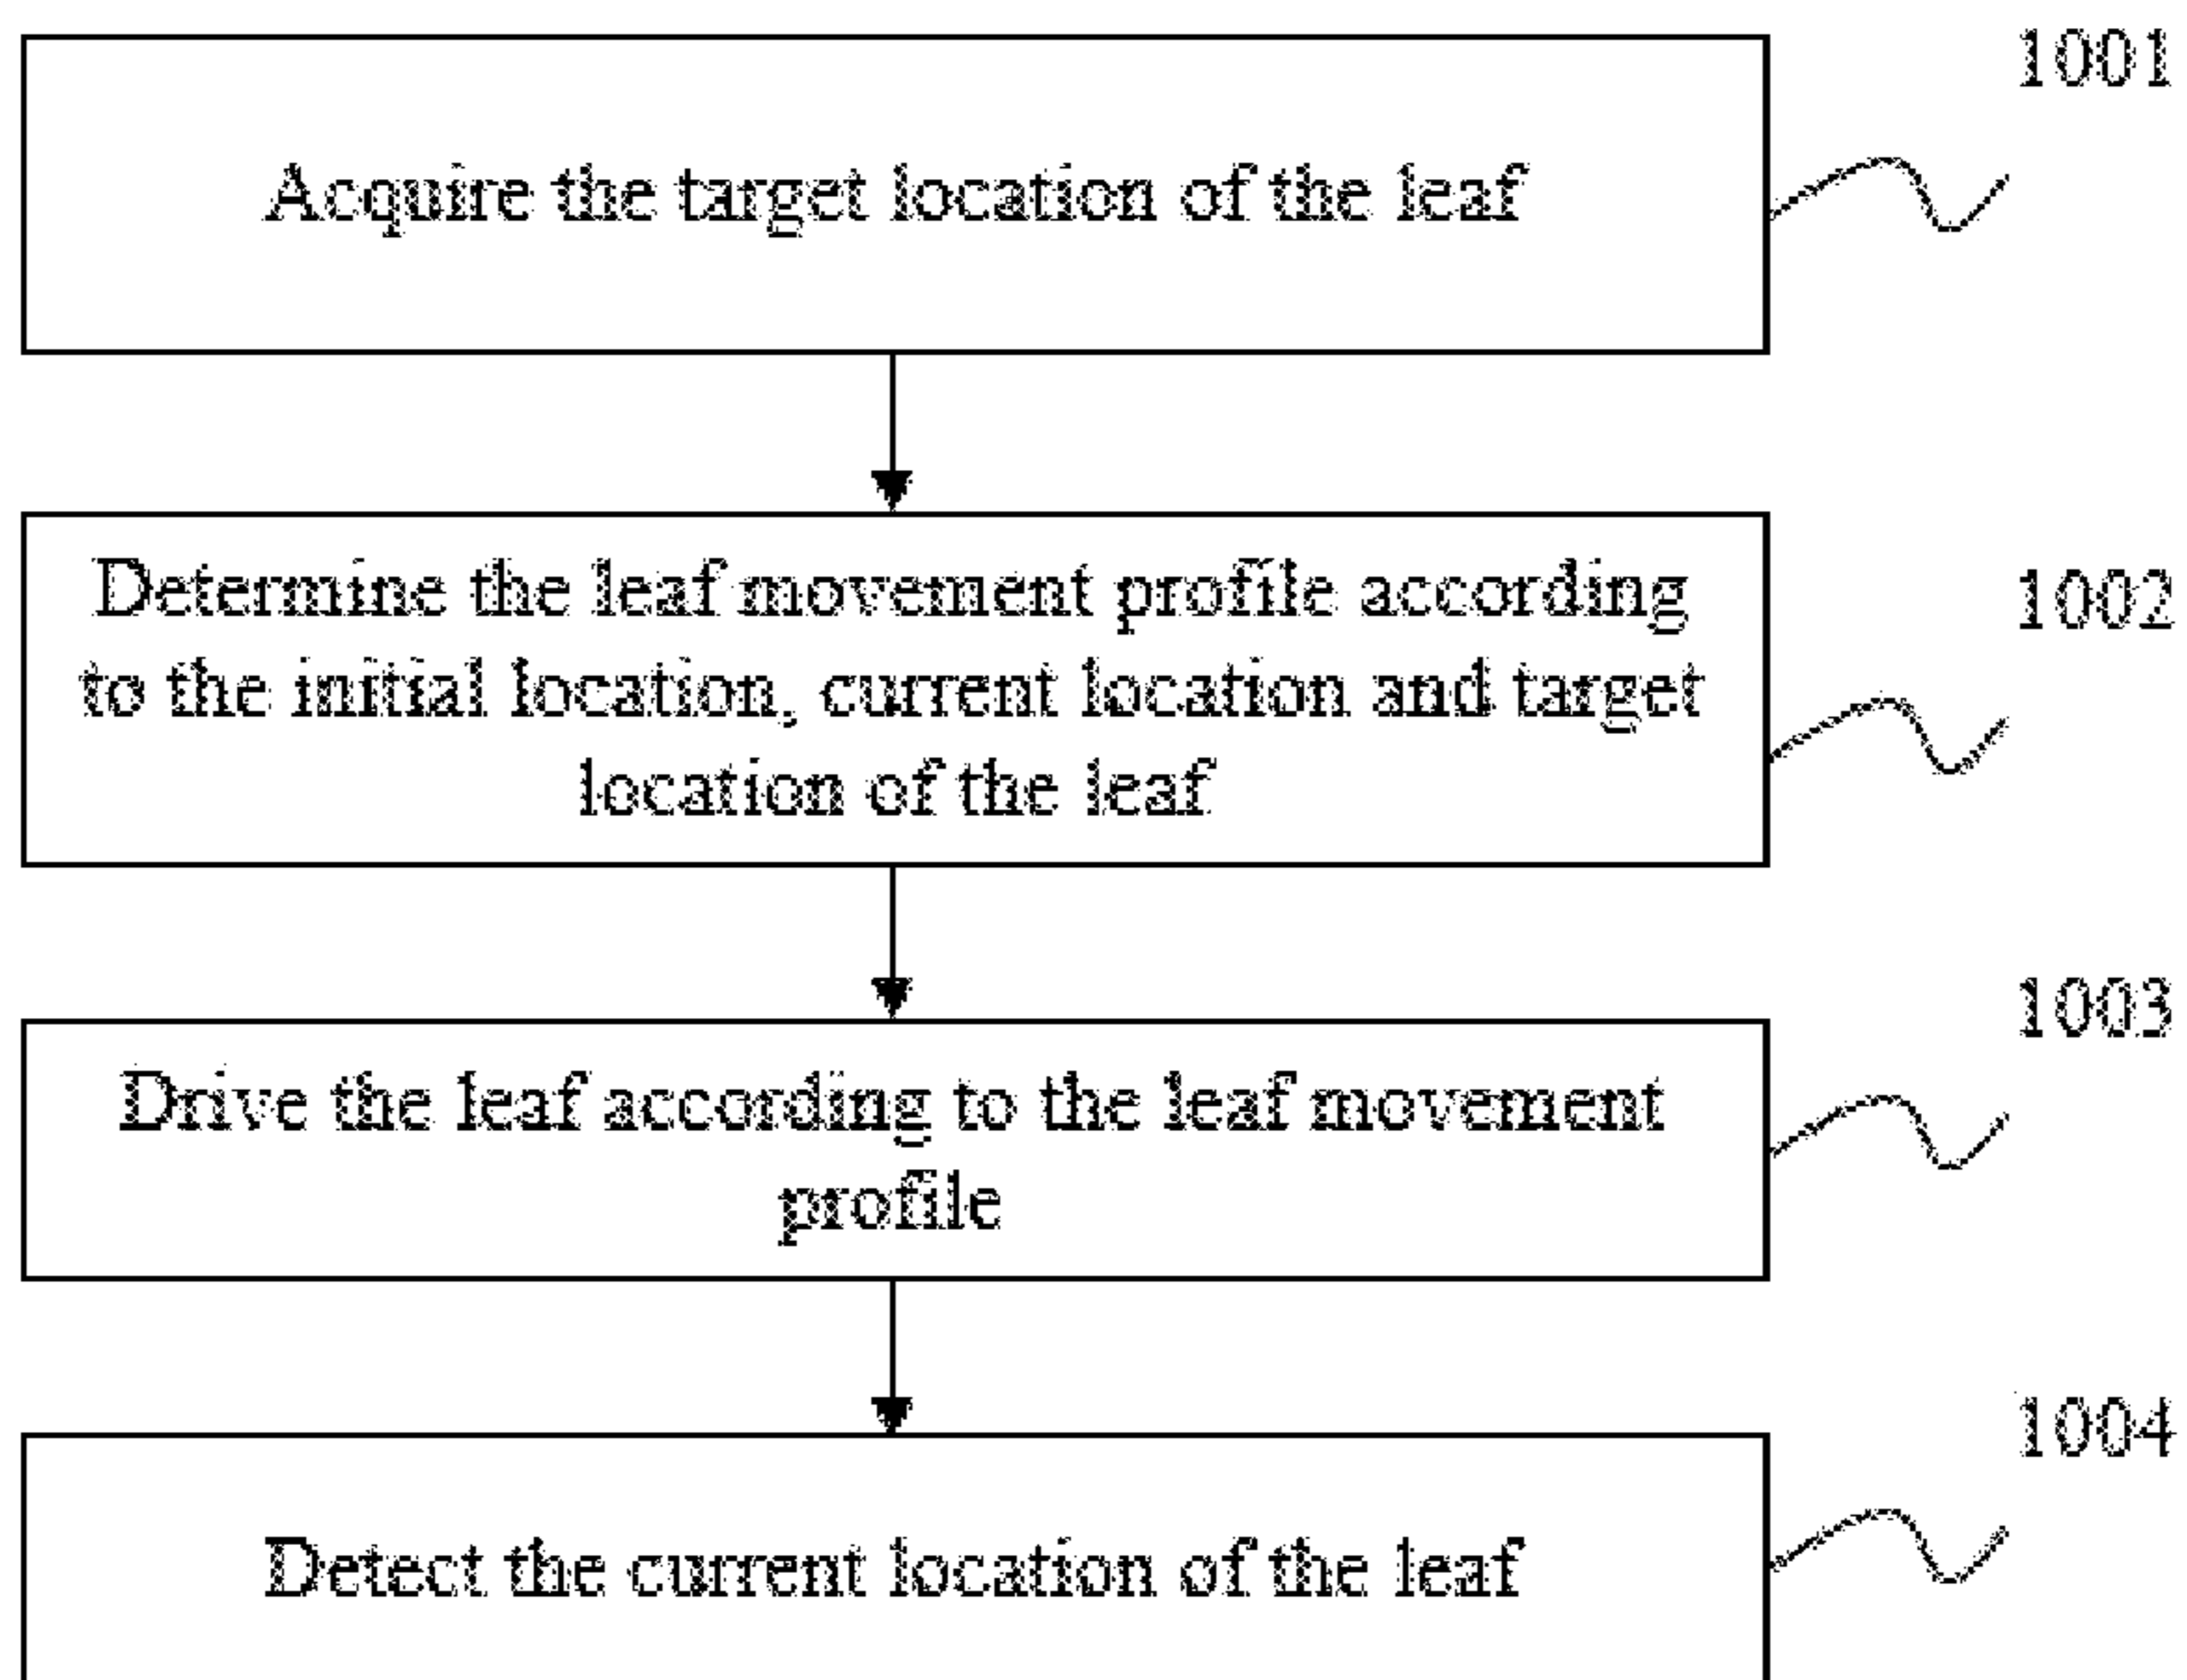 1001
Acquire the target location of the leaf
Determine the leaf movement profile according
to the initial location, current location and target
location of the leaf
1002
1003
Drive the leaf according to the leaf movement
profile
1004
Detect the current location of the leaf